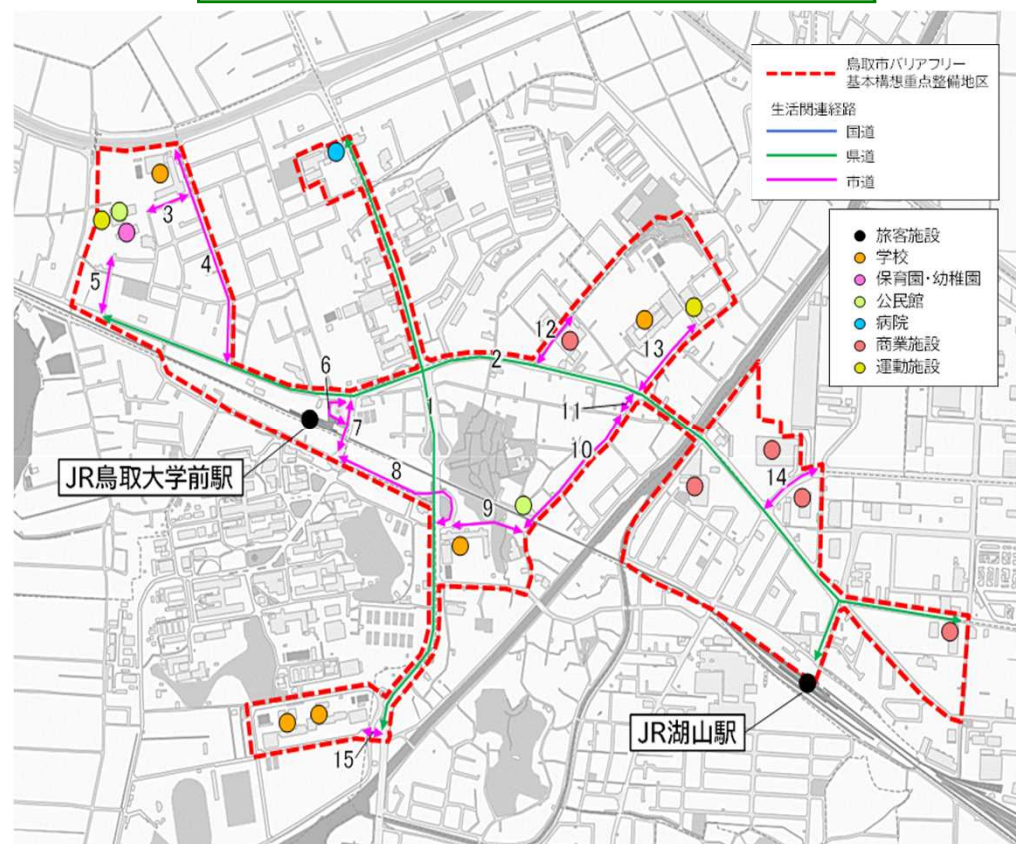 鳥取市バリアフリー
基本構想重点整備地区
生活関連経路
国道
県道
市道
旅客施設
学校
保育園・幼稚園
公民館
病院
商業施設
運動施設
3
4
5
12
13
2
6
1
11
7
10
JR鳥取大学前駅
8
14
9
JR湖山駅
15